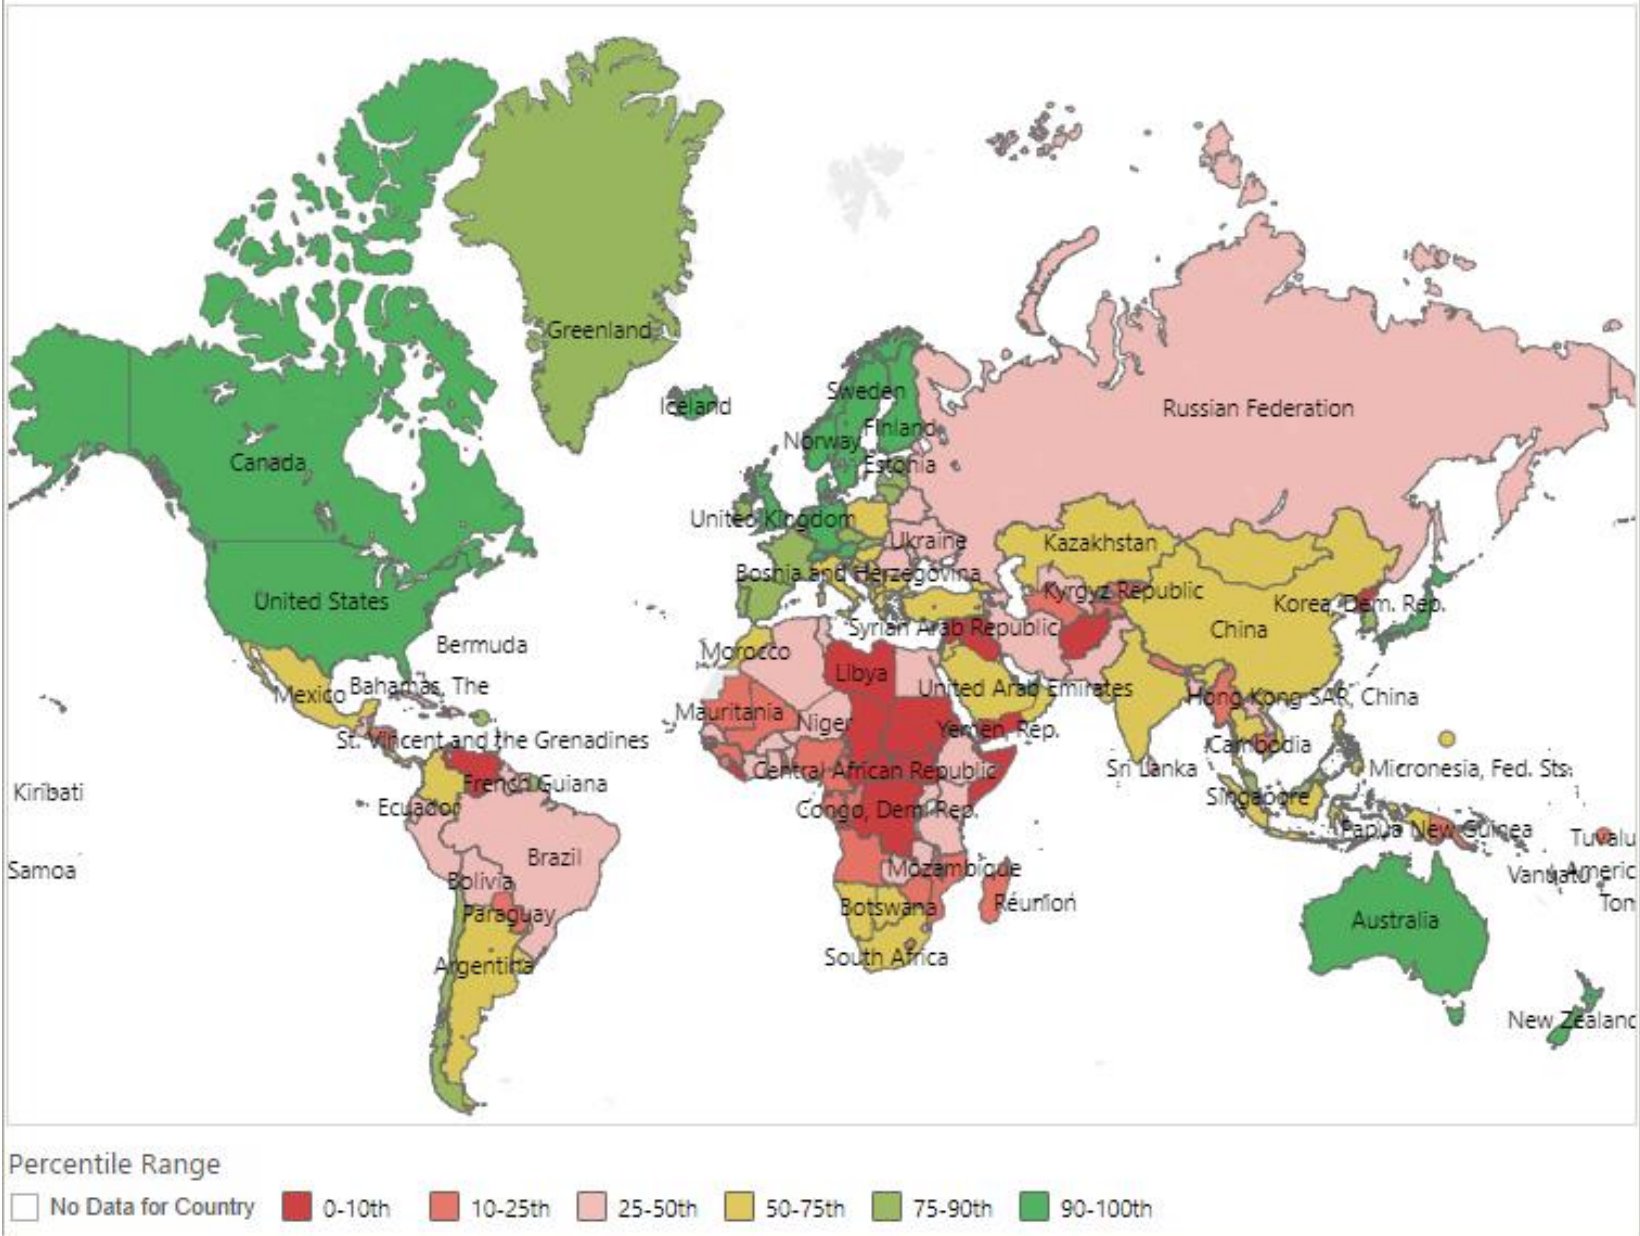 Greenland
Iceland
Sweden
Russian Federation
Finland
Norway
Canada
Estonia
United Kingdom
Ukraine
Kazakhstan
Bosnia and Herzegovina
Kyrgyz Republic
United States
Korea, Dem. Rep.
Syrian Arab Republic
China
Bermuda
Morocco
Libya
Bahamas, The
United Arab Emirates
Mexico
Hong Kong SAR, China
Mauritania
Niger
Yemen, Rep.
St. Vincent and the Grenadines
Cambodia
Central African Republic
Sri Lanka
Micronesia, Fed. Sts.
French Guiana
Kiribati
Singapore
Ecuador
Congo, Dem. Rep.
Papua New Guinea
Tuvalu
Brazil
Samoa
Mozambique
Vanuatu
Americ
Bolivia
Réunion
Ton
Botswana
Paraguay
Australia
South Africa
Argentina
New Zealand
Percentile Range
No Data for Country 0-10th 10-25th 25-50th 50-75th 75-90th 90-100th